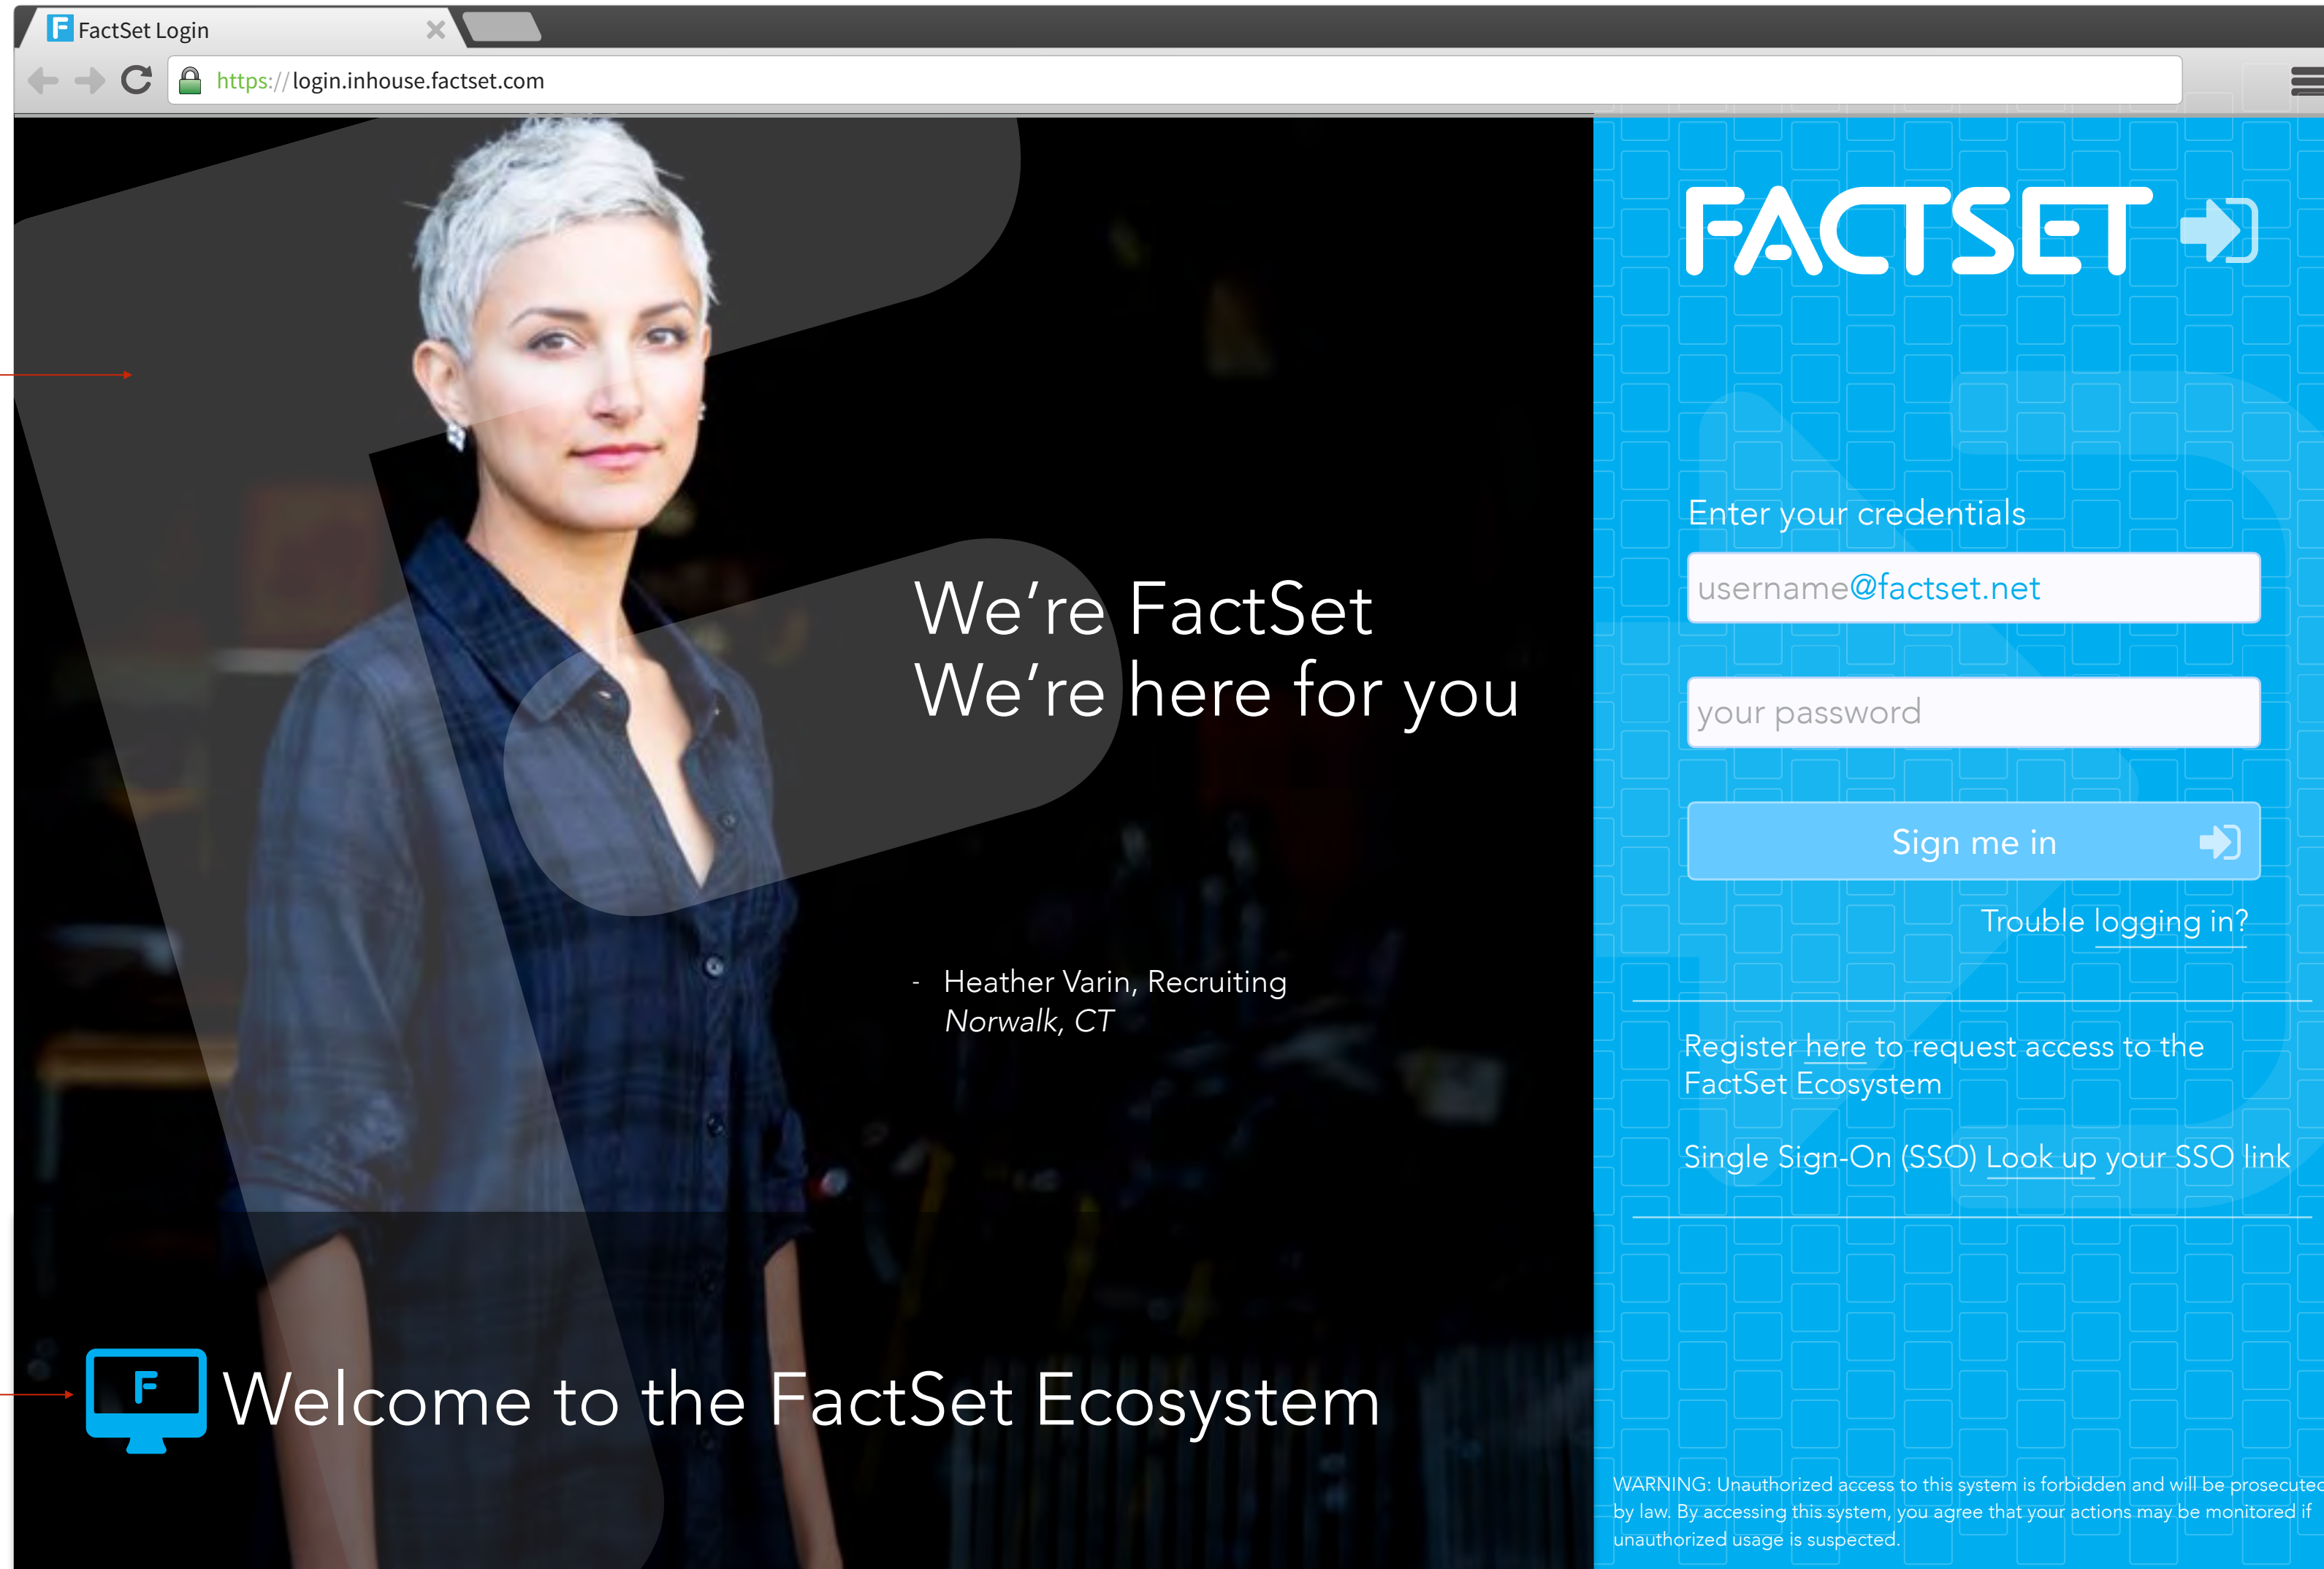 FactSet Login
https://login.inhouse.factset.com
FACTSET
We’re FactSet
We’re here for you
- Heather Varin, Recruiting
Norwalk, CT
F
Welcome to the FactSet Ecosystem
Enter your credentials
username@factset.net
your password
Sign me in
Trouble logging in?
Register here to request access to the
FactSet Ecosystem
Single Sign-On (SSO) Look up your SSO link
WARNING: Unauthorized access to this system is forbidden and will be prosecuted
by law. By accessing this system, you agree that your actions may be monitored if
unauthorized usage is suspected.